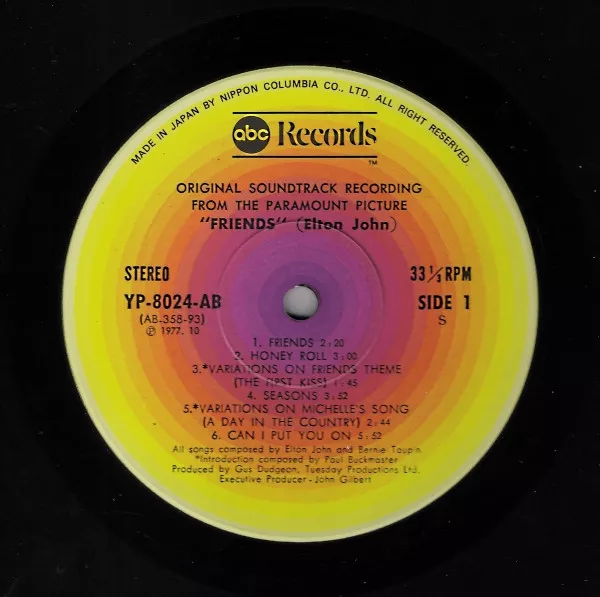 MADE IN JAPAN BY NIPPON COLUMBIA CO., LTD. ALL RIGHT RESERVED.
abc Records
TM
ORIGINAL SOUNDTRACK RECORDING
FROM THE PARAMOUNT PICTURE
"FRIENDS" (Elton John)
STEREO 33 1/3 RPM
YP-8024-AB SIDE 1
(AB-358-93) S
Ⓟ 1977. 10
1. FRIENDS 2:20
2. HONEY ROLL 3:00
3.*VARIATIONS ON FRIENDS THEME
(THE FIRST KISS) 1:45
4. SEASONS 3:52
5.*VARIATIONS ON MICHELLE'S SONG
(A DAY IN THE COUNTRY) 2:44
6. CAN I PUT YOU ON 5:52
All songs composed by Elton John and Bernie Taupin
*Introduction composed by Paul Buckmaster
Produced by Gus Dudgeon, Tuesday Productions Ltd.
Executive Producer - John Gilbert